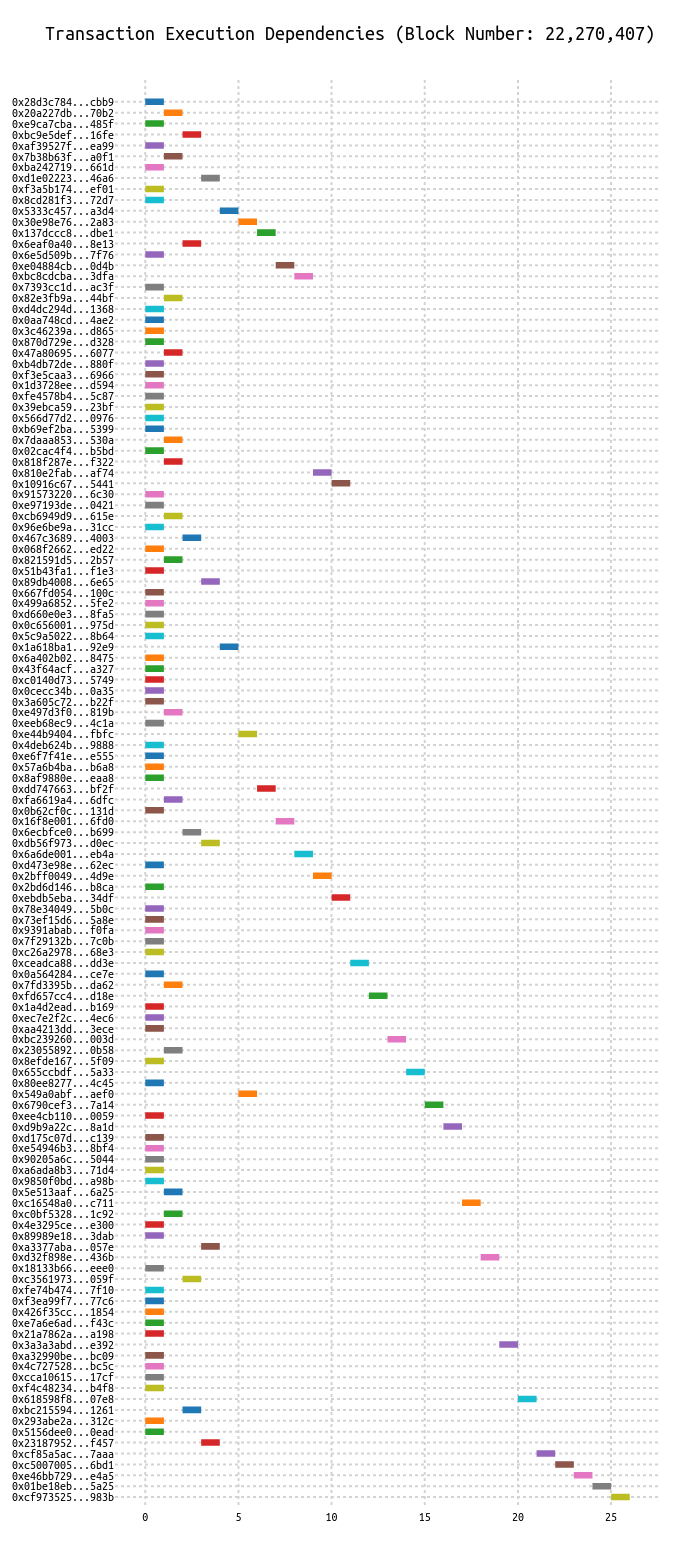 Transaction Execution Dependencies (Block Number: 22,270,407)
0x28d3c784...cbb9
0x20a227db...70b2
0xe9ca7cba...485f
0xbc9e5def...16fe
0xaf39527f...ea99
0x7b38b63f...a0f1
0xba242719...661d
0xd1e02223...46a6
0xf3a5b174...ef01
0x8cd281f3...72d7
0x5333c457...a3d4
0x30e98e76...2a83
0x137dccc8...dbe1
0x6eaf0a40...8e13
0x6e5d509b...7f76
0xe04884cb...0d4b
0xbc8cdcba...3dfa
0x7393cc1d...ac3f
0x82e3fb9a...44bf
0xd4dc294d...1368
0x0aa748cd...4ae2
0x3c46239a...d865
0x870d729e...d328
0x47a80695...6077
0xb4db72de...880f
0xf3e5caa3...6966
0x1d3728ee...d594
0xfe4578b4...5c87
0x39ebca59...23bf
0x566d77d2...0976
0xb69ef2ba...5399
0x7daaa853...530a
0x02cac4f4...b5bd
0x818f287e...f322
0x810e2fab...af74
0x10916c67...5441
0x91573220...6c30
0xe97193de...0421
0xcb6949d9...615e
0x96e6be9a...31cc
0x467c3689...4003
0x068f2662...ed22
0x821591d5...2b57
0x51b43fa1...f1e3
0x89db4008...6e65
0x667fd054...100c
0x499a6852...5fe2
0xd660e0e3...8fa5
0x0c656001...975d
0x5c9a5022...8b64
0x1a618ba1...92e9
0x6a402b02...8475
0x43f64acf...a327
0xc0140d73...5749
0x0cecc34b...0a35
0x3a605c72...b22f
0xe497d3f0...819b
0xeeb68ec9...4c1a
0xe44b9404...fbfc
0x4deb624b...9888
0xe6f7f41e...e555
0x57a6b4ba...b6a8
0x8af9880e...eaa8
0xdd747663...bf2f
0xfa6619a4...6dfc
0x0b62cf0c...131d
0x16f8e001...6fd0
0x6ecbfce0...b699
0xdb56f973...d0ec
0x6a6de001...eb4a
0xd473e98e...62ec
0x2bff0049...4d9e
0x2bd6d146...b8ca
0xebdb5eba...34df
0x78e34049...5b0c
0x73ef15d6...5a8e
0x9391abab...f0fa
0x7f29132b...7c0b
0xc26a2978...68e3
0xceadca88...dd3e
0x0a564284...ce7e
0x7fd3395b...da62
0xfd657cc4...d18e
0x1a4d2ead...b169
0xec7e2f2c...4ec6
0xaa4213dd...3ece
0xbc239260...003d
0x23055892...0b58
0x8efde167...5f09
0x655ccbdf...5a33
0x80ee8277...4c45
0x549a0abf...aef0
0x6790cef3...7a14
0xee4cb110...0059
0xd9b9a22c...8a1d
0xd175c07d...c139
0xe54946b3...8bf4
0x90205a6c...5044
0xa6ada8b3...71d4
0x9850f0bd...a98b
0x5e513aaf...6a25
0xc16548a0...c711
0xc0bf5328...1c92
0x4e3295ce...e300
0x89989e18...3dab
0xa3377aba...057e
0xd32f898e...436b
0x18133b66...eee0
0xc3561973...059f
0xfe74b474...7f10
0xf3ea99f7...77c6
0x426f35cc...1854
0xe7a6e6ad...f43c
0x21a7862a...a198
0x3a3a3abd...e392
0xa32990be...bc09
0x4c727528...bc5c
0xcca10615...17cf
0xf4c48234...b4f8
0x618598f8...07e8
0xbc215594...1261
0x293abe2a...312c
0x5156dee0...0ead
0x23187952...f457
0xcf85a5ac...7aaa
0xc5007005...6bd1
0xe46bb729...e4a5
0x01be18eb...5a25
0xcf973525...983b
0 5 10 15 20 25